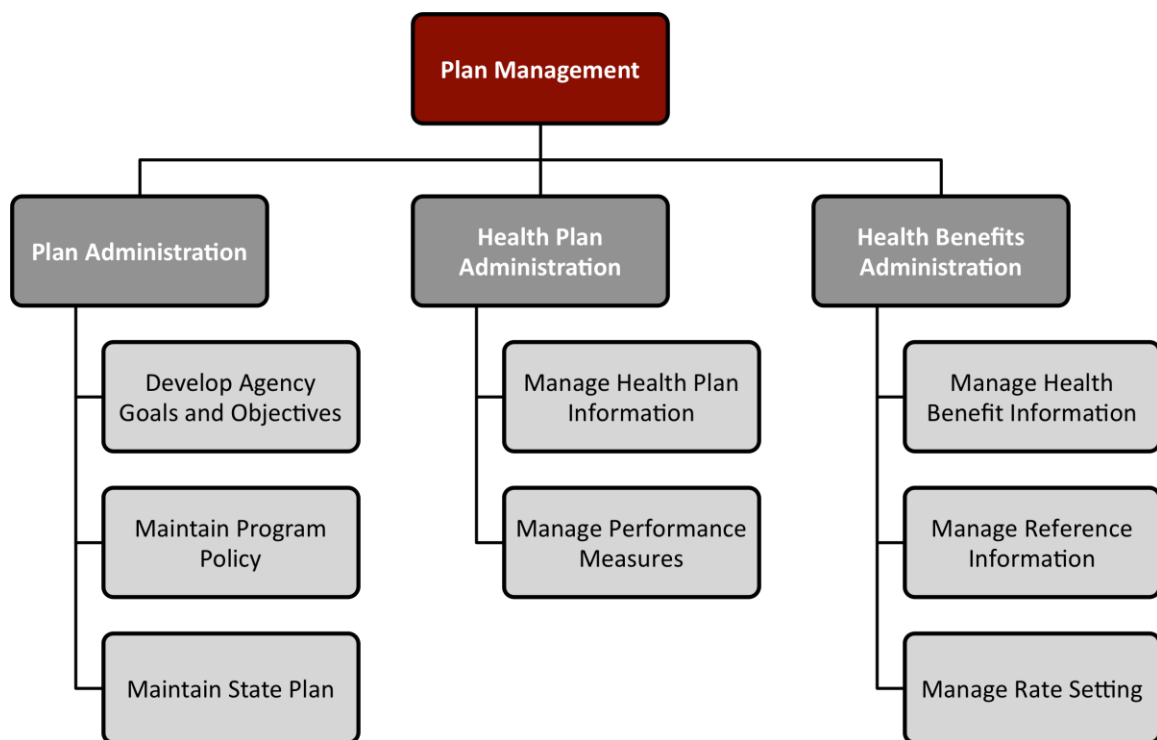 Plan Management
Plan Administration
Health Plan
Administration
Health Benefits
Administration
Develop Agency
Goals and Objectives
Manage Health Plan
Information
Manage Health
Benefit Information
Maintain Program
Policy
Manage Performance
Measures
Manage Reference
Information
Maintain State Plan
Manage Rate Setting